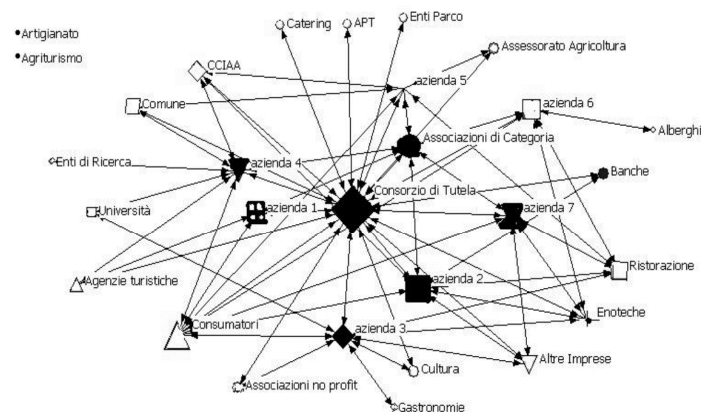 Catering
APT
Enti Parco
•Artigianato
•Agriturismo
Assessorato Agricoltura
CCIAA
azienda 5
Comune
azienda 6
Associazioni di Categoria
Alberghi
Enti di Ricerca
azienda 4
Consorzio di Tutela
Banche
Università
azienda 1
azienda 7
Ristorazione
Agenzie turistiche
azienda 2
Enoteche
Consumatori
azienda 3
Altre Imprese
Cultura
Associazioni no profit
Gastronomie